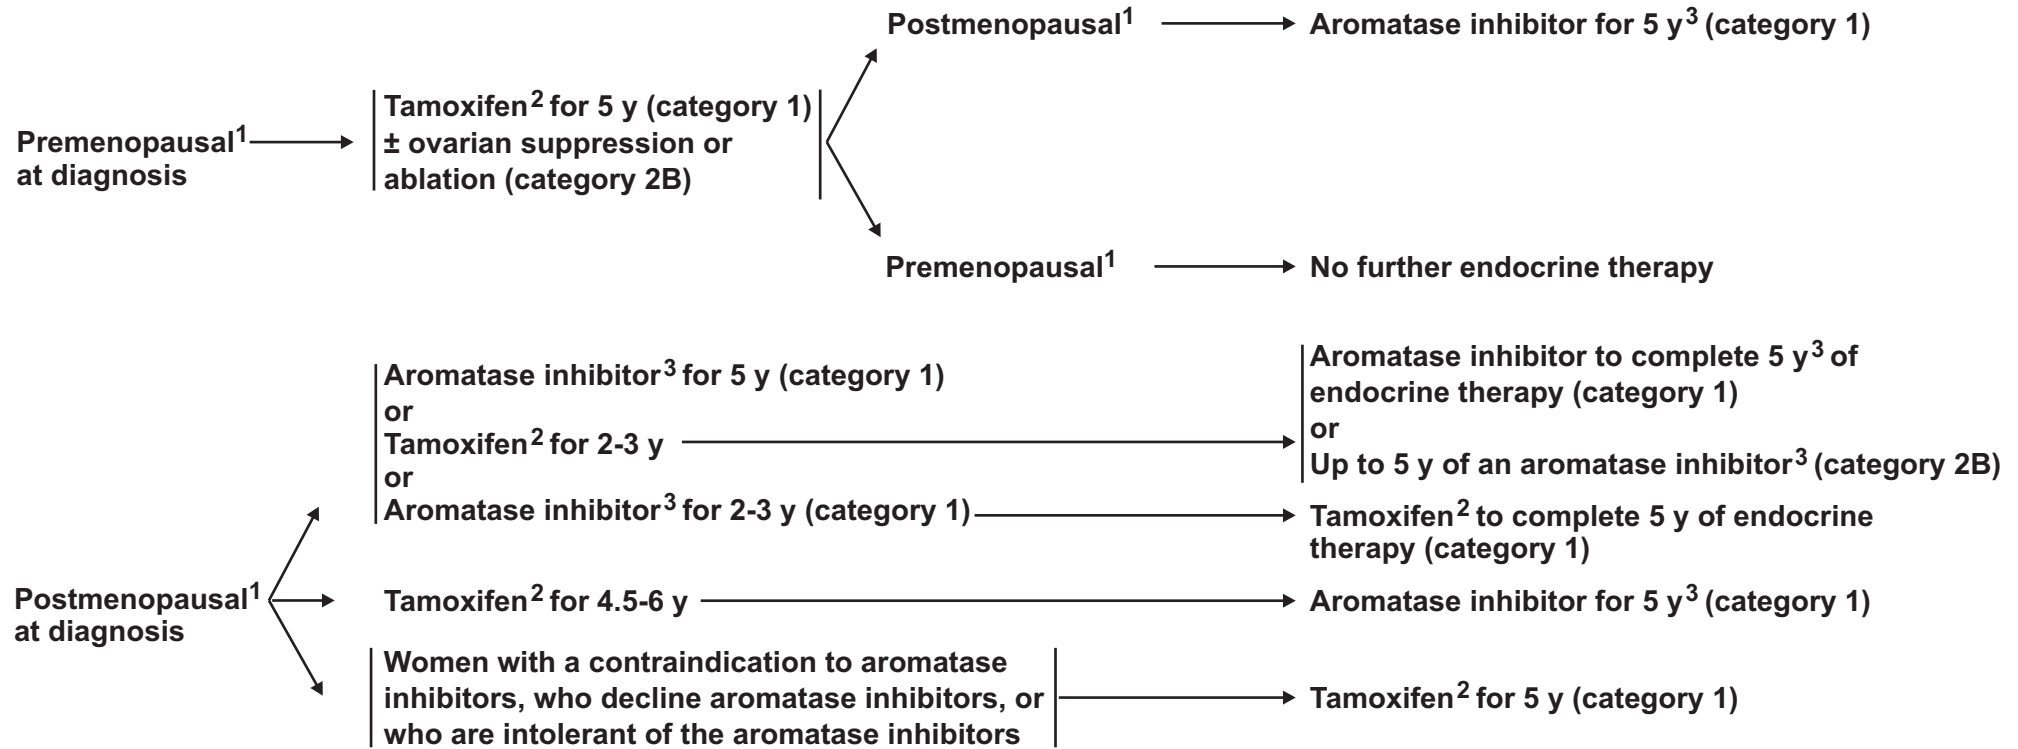 Postmenopausal1
Aromatase inhibitor for 5 y3 (category 1)
Tamoxifen2 for 5 y (category 1)
± ovarian suppression or
ablation (category 2B)
Premenopausal1
at diagnosis
Premenopausal1
No further endocrine therapy
Aromatase inhibitor3 for 5 y (category 1)
or
Tamoxifen2 for 2-3 y
or
Aromatase inhibitor3 for 2-3 y (category 1)
Aromatase inhibitor to complete 5 y3 of
endocrine therapy (category 1)
or
Up to 5 y of an aromatase inhibitor3 (category 2B)
Tamoxifen2 to complete 5 y of endocrine
therapy (category 1)
Postmenopausal1
at diagnosis
Tamoxifen2 for 4.5-6 y
Aromatase inhibitor for 5 y3 (category 1)
Women with a contraindication to aromatase
inhibitors, who decline aromatase inhibitors, or
who are intolerant of the aromatase inhibitors
Tamoxifen2 for 5 y (category 1)